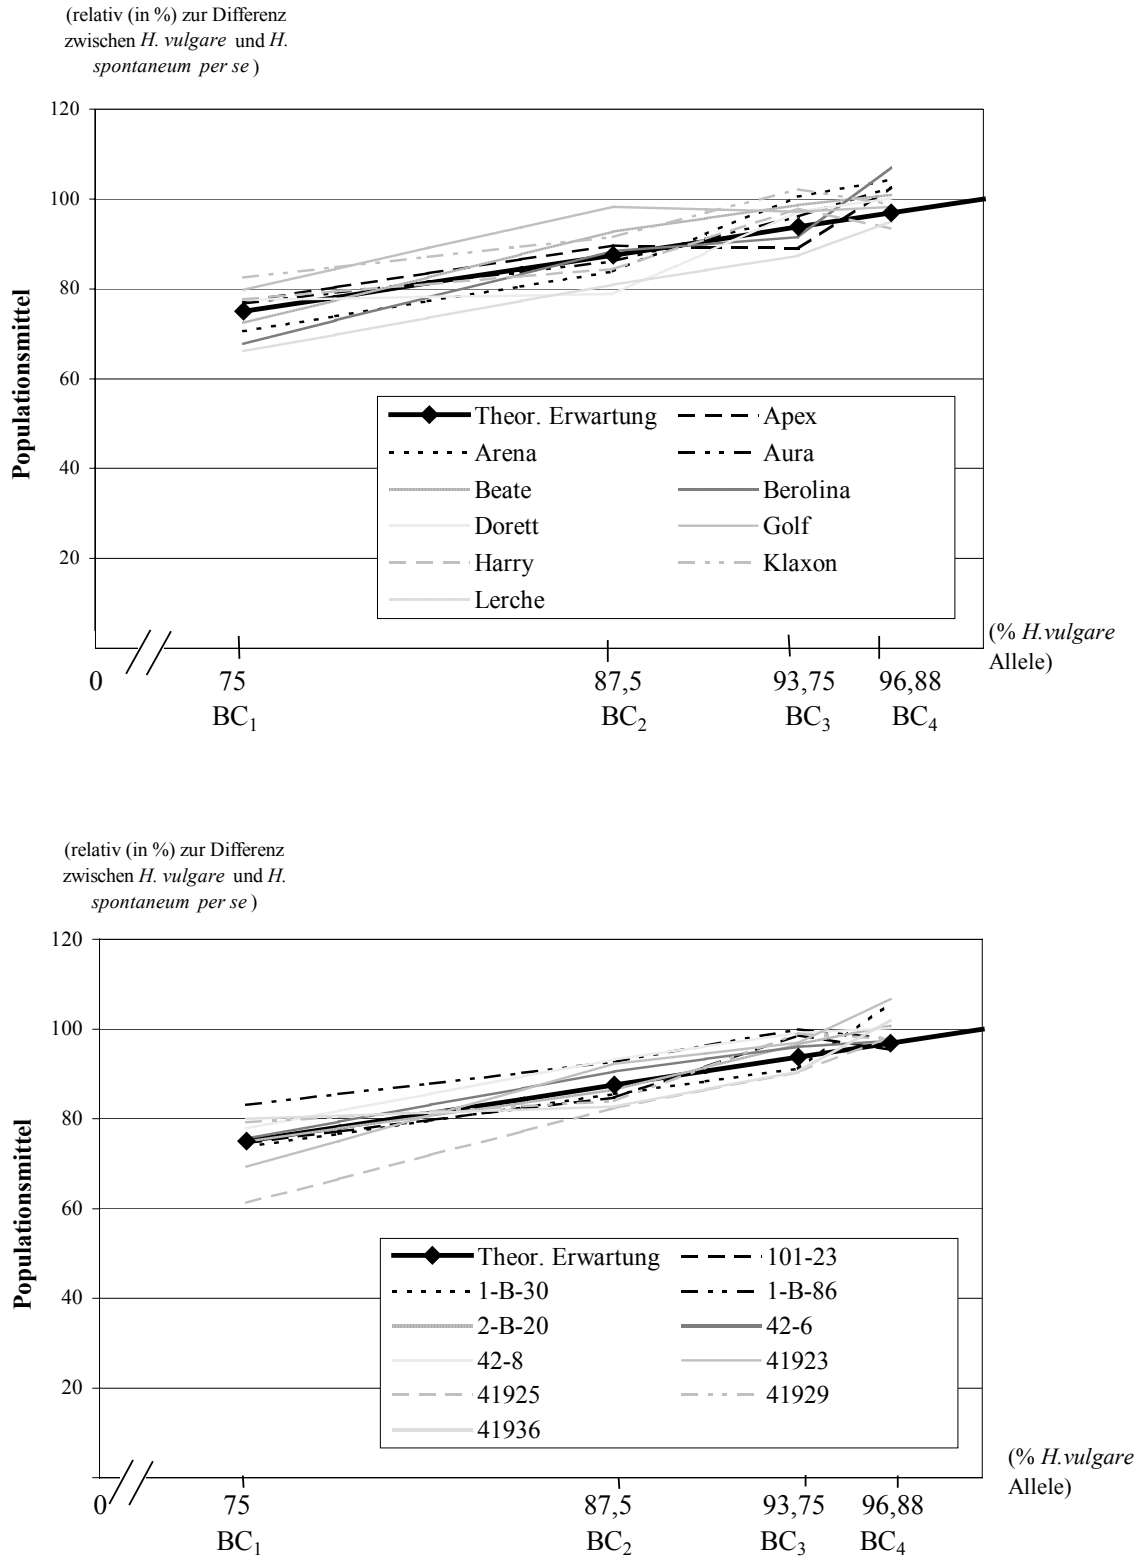 (relativ (in %) zur Differenz
zwischen H. vulgare und H.
spontaneum per se )
Populationsmittel
120
100
80
60
40
20
Theor. Erwartung
Apex
Arena
Aura
Beate
Berolina
Dorett
Golf
Harry
Klaxon
Lerche
(% H.vulgare
Allele)
0
75
87,5
93,75
96,88
BC1
BC2
BC3
BC4
(relativ (in %) zur Differenz
zwischen H. vulgare und H.
spontaneum per se )
Populationsmittel
120
100
80
60
40
20
Theor. Erwartung
101-23
1-B-30
1-B-86
2-B-20
42-6
42-8
41923
41925
41929
41936
(% H.vulgare
Allele)
0
75
87,5
93,75
96,88
BC1
BC2
BC3
BC4